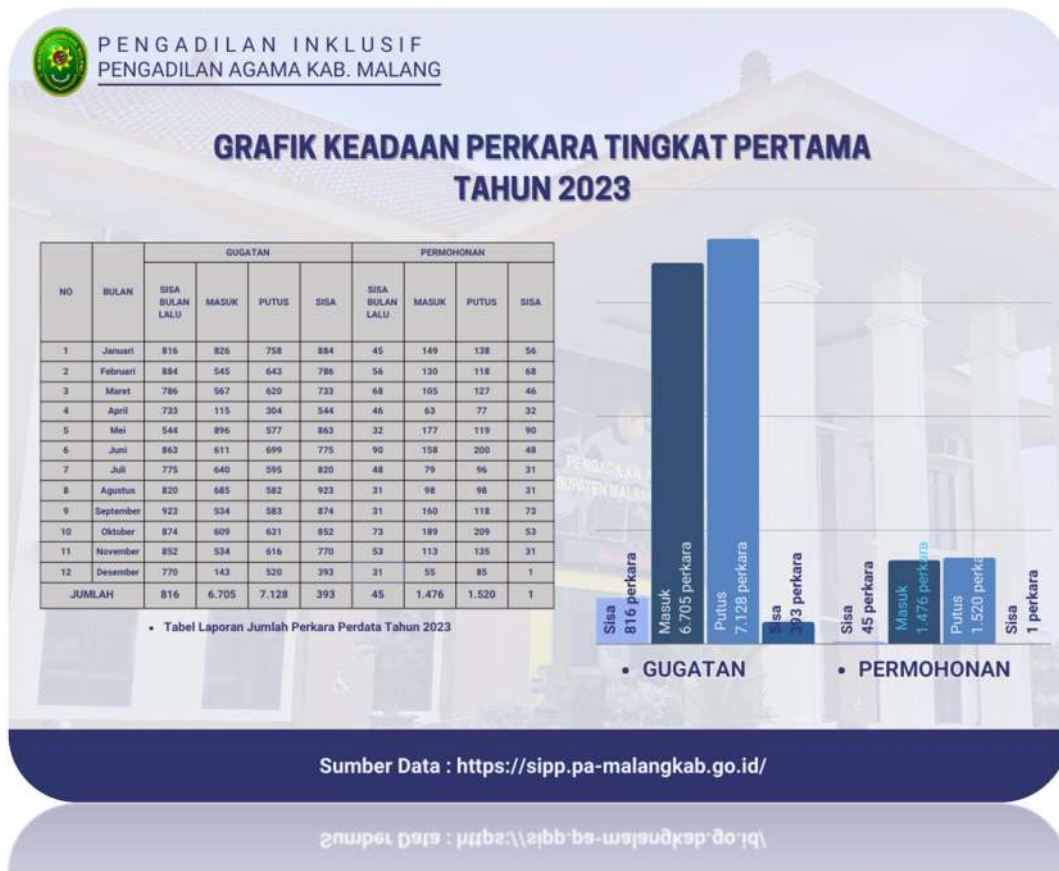 PENGADILAN INKLUSIF
PENGADILAN AGAMA KAB. MALANG
GRAFIK KEADAAN PERKARA TINGKAT PERTAMA
TAHUN 2023
NO BULAN GUGATAN PERMOHONAN
SISA BULAN LALU MASUK PUTUS SISA SISA BULAN LALU MASUK PUTUS SISA
1 Januari 816 826 758 884 45 149 138 56
2 Februari 884 545 643 786 56 130 118 68
3 Maret 786 567 620 733 68 105 127 46
4 April 733 115 304 544 46 63 77 32
5 Mei 544 896 577 863 32 177 119 90
6 Juni 863 611 699 775 90 158 200 48
7 Juli 775 640 595 820 48 79 96 31
8 Agustus 820 685 582 923 31 98 98 31
9 September 923 534 583 874 31 160 118 73
10 Oktober 874 609 631 852 73 189 209 53
11 November 852 534 616 770 53 113 135 31
12 Desember 770 143 520 393 31 55 85 1
JUMLAH 816 6.705 7.128 393 45 1.476 1.520 1
• Tabel Laporan Jumlah Perkara Perdata Tahun 2023
Sisa
816 perkara
Masuk
6.705 perkara
Putus
7.128 perkara
Sisa
393 perkara
Sisa
45 perkara
Masuk
1.476 perkara
Putus
1.520 perkara
Sisa
1 perkara
• GUGATAN
• PERMOHONAN
Sumber Data : https://sipp.pa-malangkab.go.id/